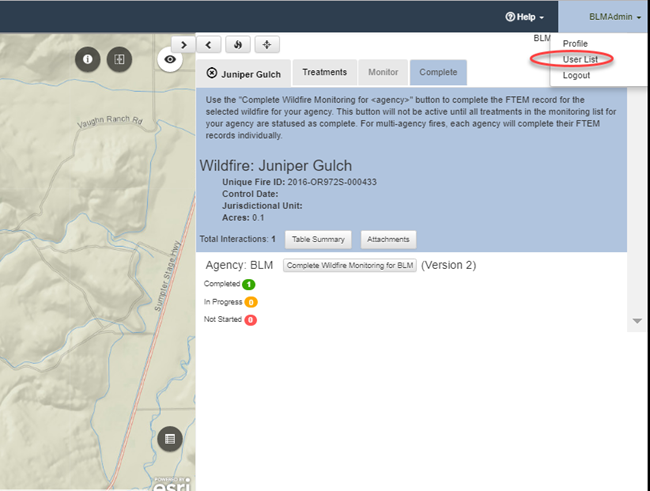 Help
BLMAdmin
BLM
Profile
User List
Logout
Juniper Gulch
Treatments
Monitor
Complete
Use the "Complete Wildfire Monitoring for <agency>" button to complete the FTEM record for the
selected wildfire for your agency. This button will not be active until all treatments in the monitoring list for
your agency are statused as complete. For multi-agency fires, each agency will complete their FTEM
records individually.
Wildfire: Juniper Gulch
Unique Fire ID: 2016-OR972S-000433
Control Date:
Jurisdictional Unit:
Acres: 0.1
Total Interactions: 1
Table Summary
Attachments
Agency: BLM
Complete Wildfire Monitoring for BLM
(Version 2)
Completed 1
In Progress 0
Not Started 0
Vaughn Ranch Rd
Sumpter Stage Hwy
POWERED BY
esri